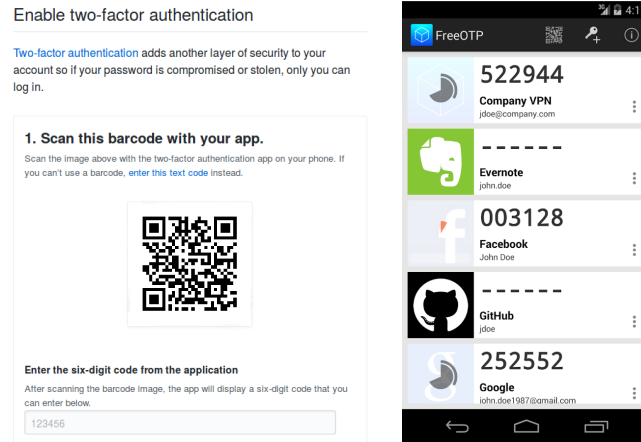 Enable two-factor authentication
Two-factor authentication adds another layer of security to your
account so if your password is compromised or stolen, only you can
log in.
1. Scan this barcode with your app.
Scan the image above with the two-factor authentication app on your phone. If
you can't use a barcode, enter this text code instead.
Enter the six-digit code from the application
After scanning the barcode image, the app will display a six-digit code that you
can enter below.
123456
3G 4:1
FreeOTP
522944
Company VPN
jdoe@company.com
------
Evernote
john.doe
003128
Facebook
John Doe
------
GitHub
jdoe
252552
Google
john.doe1987@gmail.com